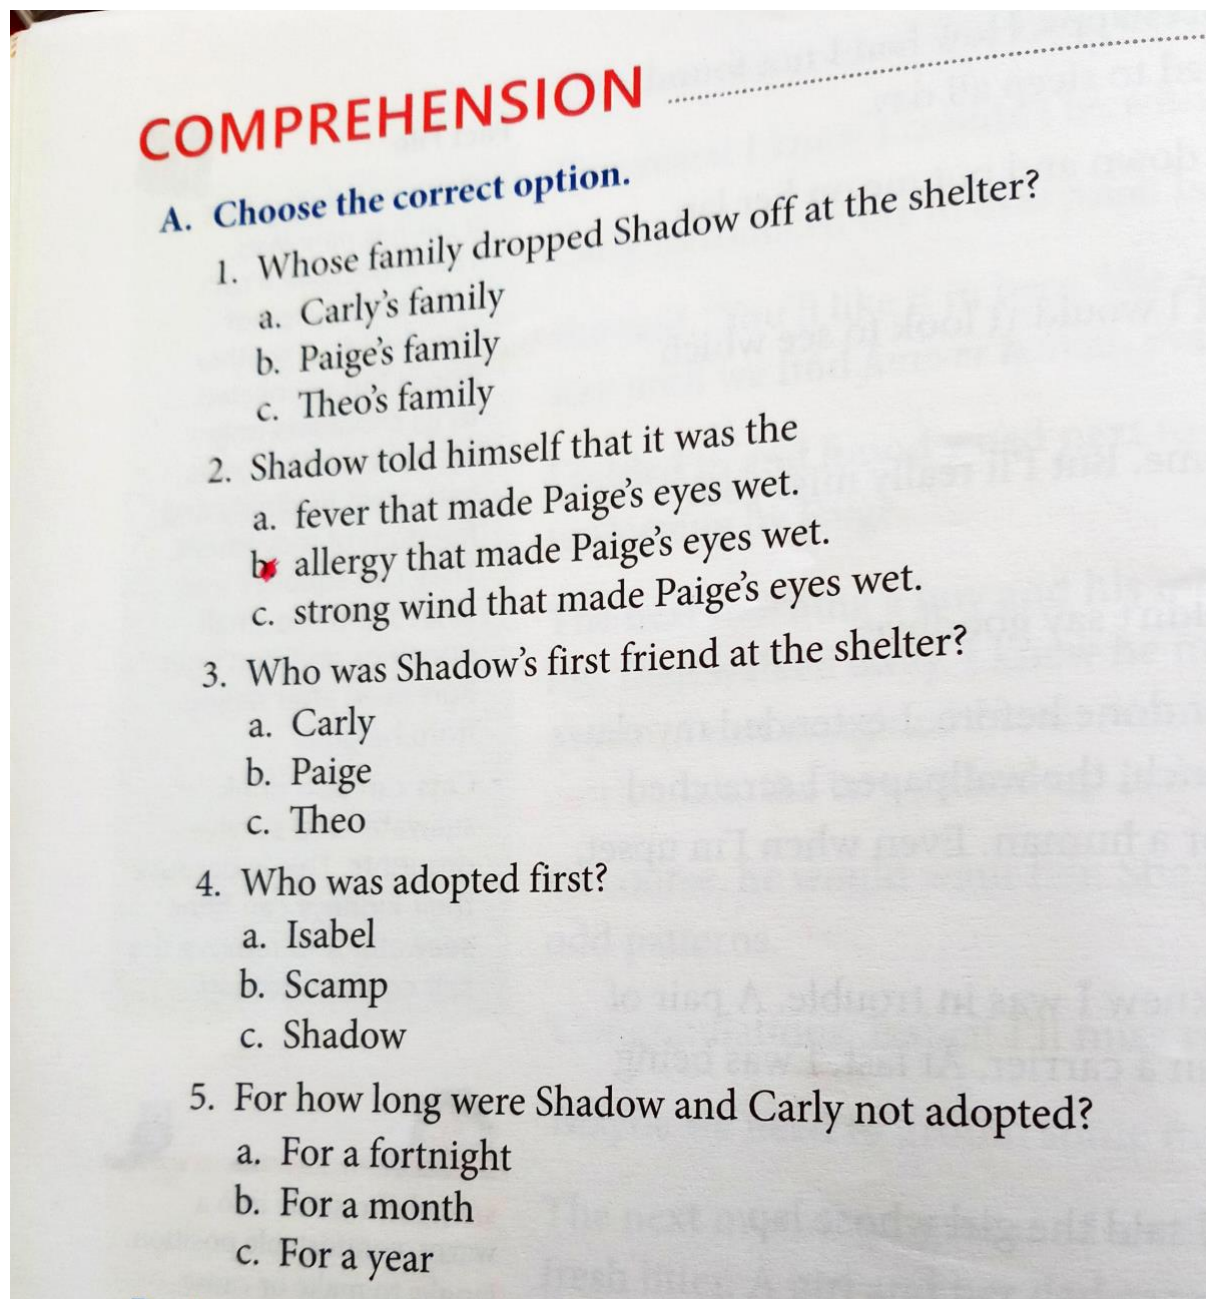 COMPREHENSION
A. Choose the correct option.
1. Whose family dropped Shadow off at the shelter?
a. Carly's family
b. Paige's family
c. Theo's family
2. Shadow told himself that it was the
a. fever that made Paige's eyes wet.
b. allergy that made Paige's eyes wet.
c. strong wind that made Paige's eyes wet.
3. Who was Shadow's first friend at the shelter?
a. Carly
b. Paige
c. Theo
4. Who was adopted first?
a. Isabel
b. Scamp
c. Shadow
5. For how long were Shadow and Carly not adopted?
a. For a fortnight
b. For a month
c. For a year